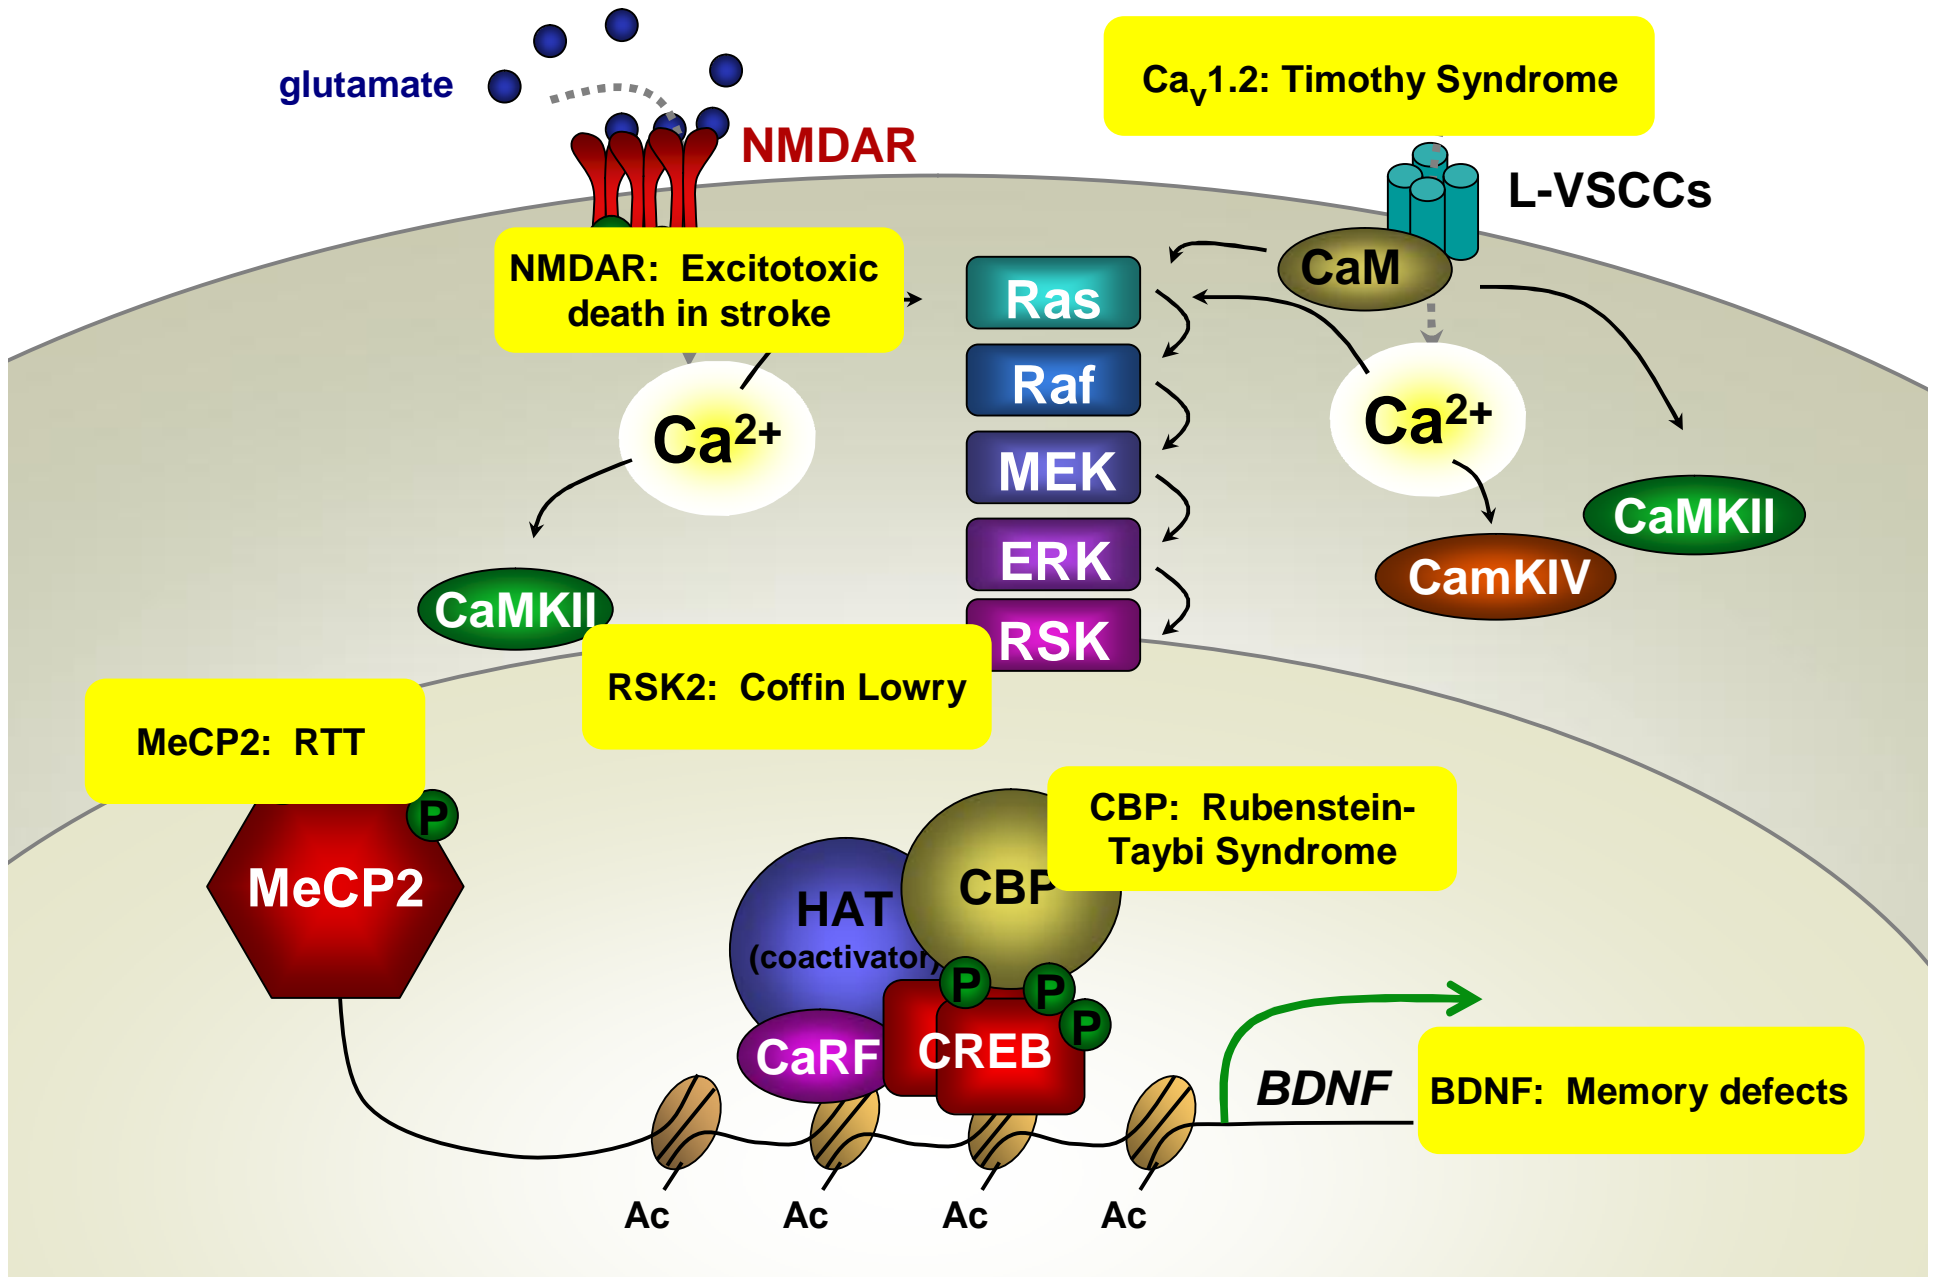 glutamate
Cav1.2: Timothy Syndrome
NMDAR
L-VSCCs
NMDAR: Excitotoxic
death in stroke
CaM
Ras
Raf
MEK
ERK
RSK
Ca2+
Ca2+
CaMKII
CamKIV
CaMKII
RSK2: Coffin Lowry
MeCP2: RTT
P
MeCP2
CBP: Rubenstein-
Taybi Syndrome
CBP
HAT
(coactivator)
P
P
P
CaRF
CREB
BDNF
BDNF: Memory defects
Ac
Ac
Ac
Ac